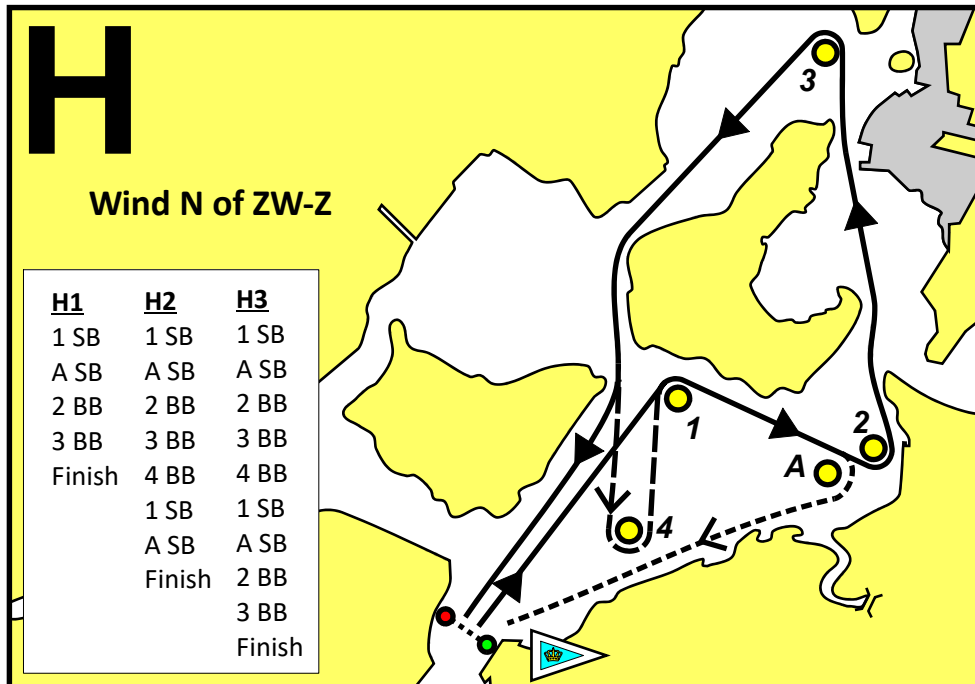 H
Wind N of ZW-Z
H1
1 SB
A SB
2 BB
3 BB
Finish
H2
1 SB
A SB
2 BB
3 BB
4 BB
1 SB
A SB
Finish
H3
1 SB
A SB
2 BB
3 BB
4 BB
1 SB
A SB
2 BB
3 BB
Finish
3
1
2
A
4